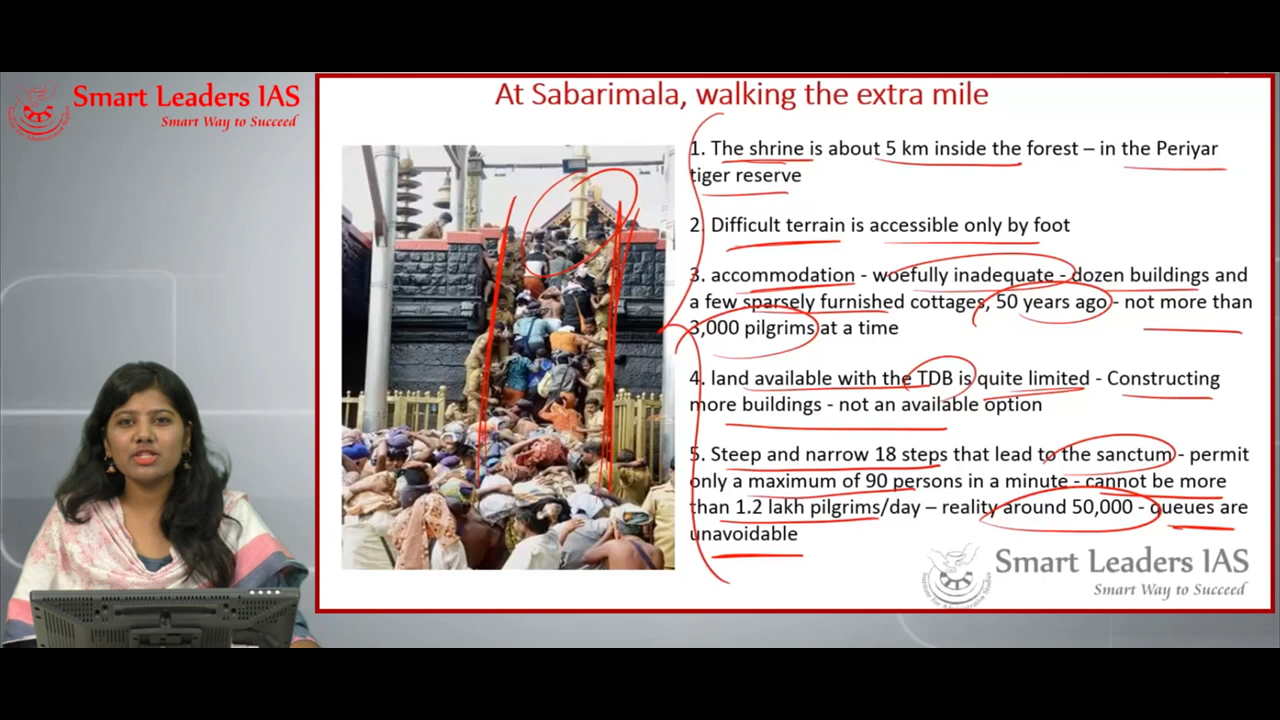 Smart Leaders IAS
Smart Way to Succeed
At Sabarimala, walking the extra mile
1. The shrine is about 5 km inside the forest – in the Periyar
tiger reserve
2. Difficult terrain is accessible only by foot
3. accommodation - woefully inadequate - dozen buildings and
a few sparsely furnished cottages, 50 years ago - not more than
3,000 pilgrims at a time
4. land available with the TDB is quite limited - Constructing
more buildings - not an available option
5. Steep and narrow 18 steps that lead to the sanctum - permit
only a maximum of 90 persons in a minute - cannot be more
than 1.2 lakh pilgrims/day – reality around 50,000 - queues are
unavoidable
Smart Leaders IAS
Smart Way to Succeed